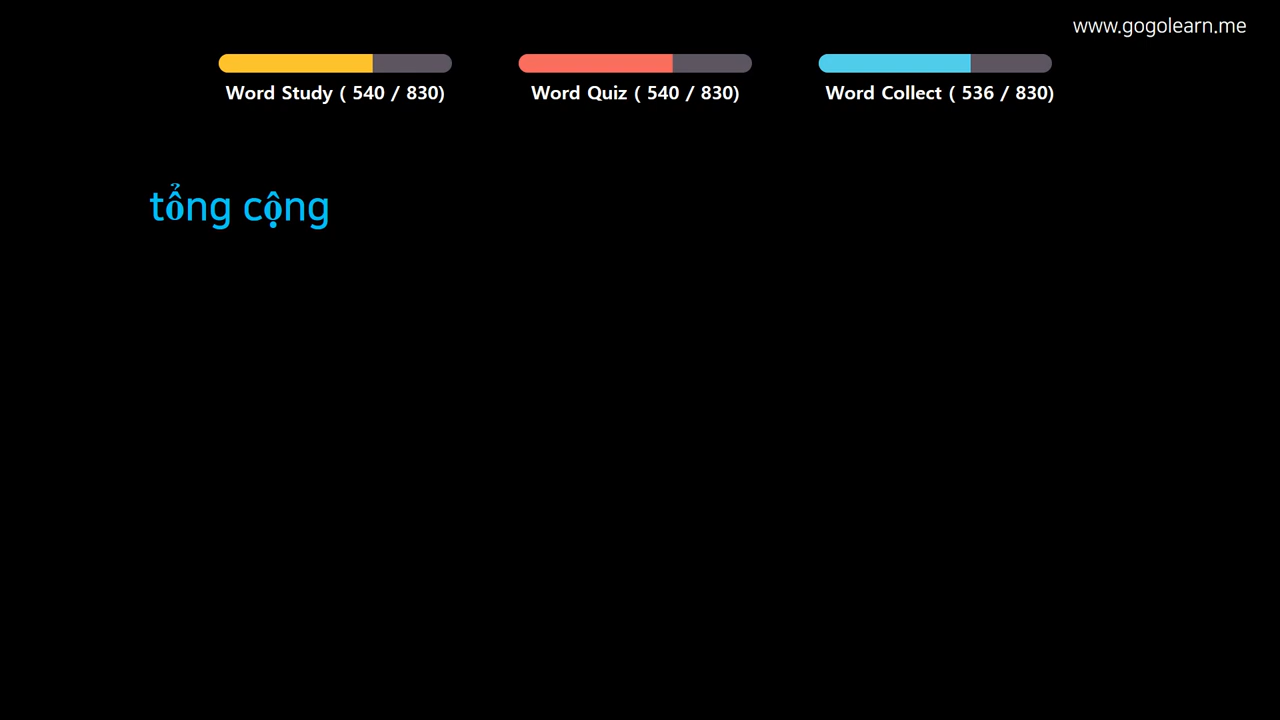 www.gogolearn.me
Word Study ( 540 / 830)
Word Quiz ( 540 / 830)
Word Collect ( 536 / 830)
tổng cộng